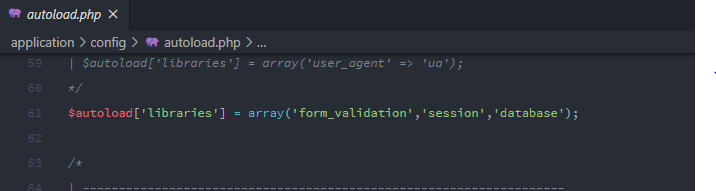 autoload.php ×
application > config > autoload.php > ...
59 | $autoload['libraries'] = array('user_agent' => 'ua');
60 */
61 $autoload['libraries'] = array('form_validation','session','database');
62
63 /*
64 | -------------------------------------------------------------------